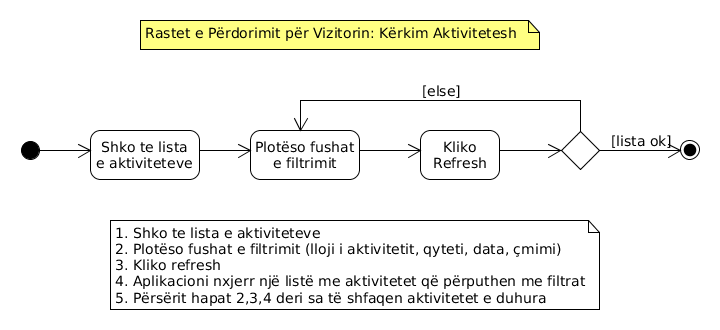 Rastet e Përdorimit për Vizitorin: Kërkim Aktivitetesh
[else]
Shko te lista
e aktiviteteve
Plotëso fushat
e filtrimit
Kliko
Refresh
[lista ok]
1. Shko te lista e aktiviteteve
2. Plotëso fushat e filtrimit (lloji i aktivitetit, qyteti, data, çmimi)
3. Kliko refresh
4. Aplikacioni nxjerr një listë me aktivitetet që përputhen me filtrat
5. Përsërit hapat 2,3,4 deri sa të shfaqen aktivitetet e duhura